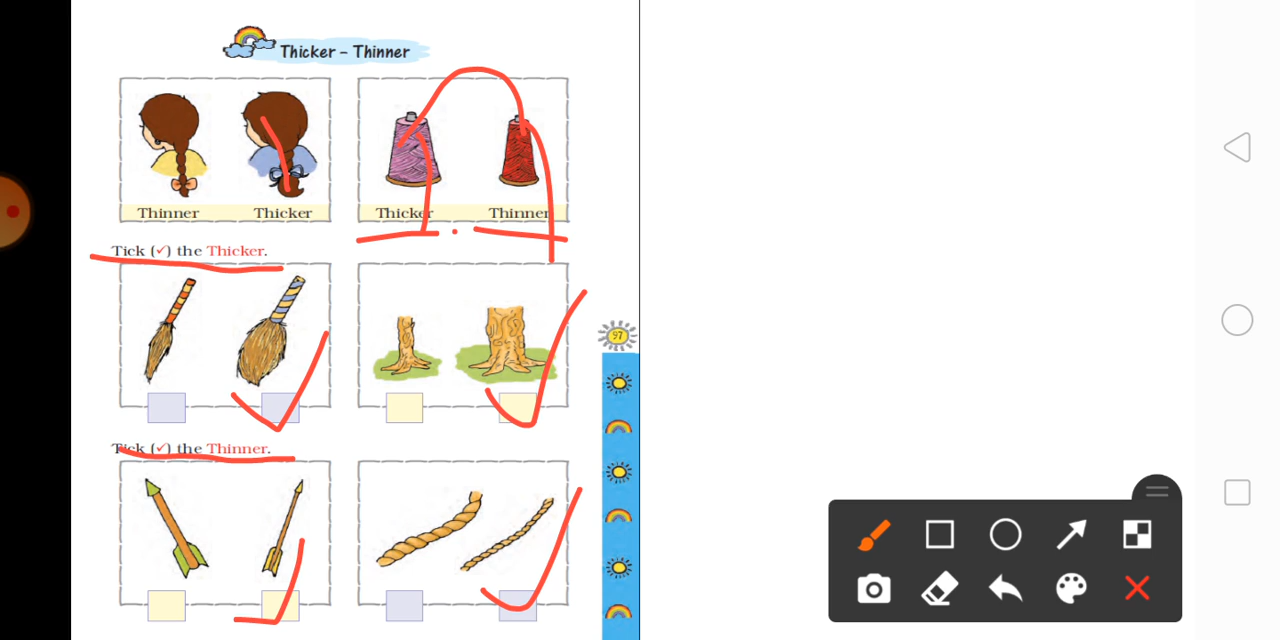 Thicker – Thinner
Thinner Thicker
Thicker Thinner
Tick (✓) the Thicker.
97
Tick (✓) the Thinner.